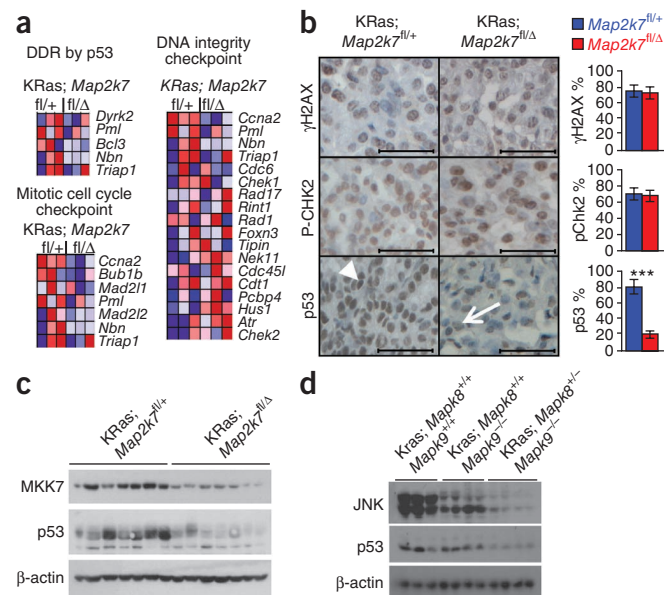 a
DDR by p53
KRas; Map2k7
fl/+ fl/Δ
Dyrk2
Pml
Bcl3
Nbn
Triap1
Mitotic cell cycle
checkpoint
KRas; Map2k7
fl/+ fl/Δ
Ccna2
Bub1b
Mad2l1
Pml
Mad2l2
Nbn
Triap1
DNA integrity
checkpoint
KRas; Map2k7
fl/+ fl/Δ
Ccna2
Pml
Nbn
Triap1
Cdc6
Chek1
Rad17
Rint1
Rad1
Foxn3
Tipin
Nek11
Cdc45l
Cdt1
Pcbp4
Hus1
Atr
Chek2
b
KRas;
Map2k7fl/+
KRas;
Map2k7fl/Δ
γH2AX
P-CHK2
p53
Map2k7fl/+
Map2k7fl/Δ
γH2AX %
100
80
60
40
20
0
pChk2 %
100
80
60
40
20
0
p53 %
100
80
60
40
20
0
***
c
KRas;
Map2k7fl/+
KRas;
Map2k7fl/Δ
MKK7
p53
β-actin
d
Kras; Mapk8+/+
Mapk9+/+
Kras; Mapk8+/+
Mapk9−/−
KRas; Mapk8+/−
Mapk9−/−
JNK
p53
β-actin